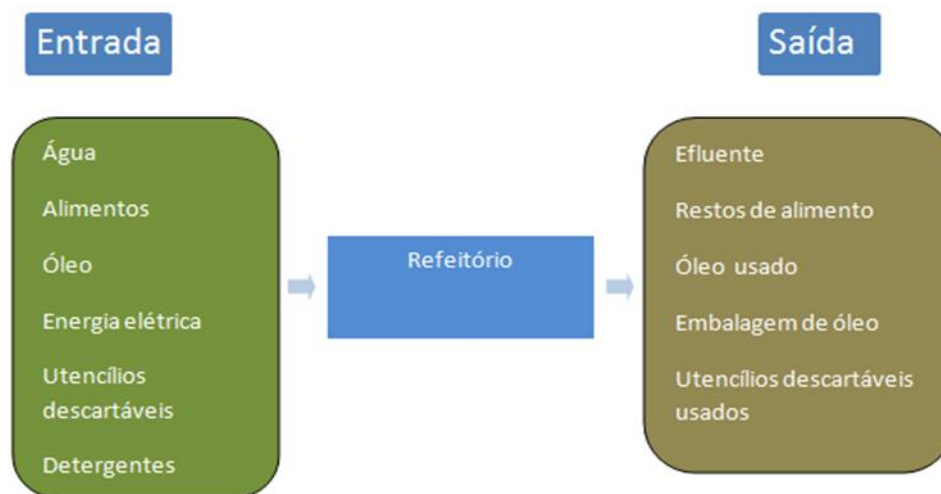 Entrada
Saída
Água
Alimentos
Óleo
Energia elétrica
Utencílios
descartáveis
Detergentes
Refeitório
Efluente
Restos de alimento
Óleo usado
Embalagem de óleo
Utencílios descartáveis
usados